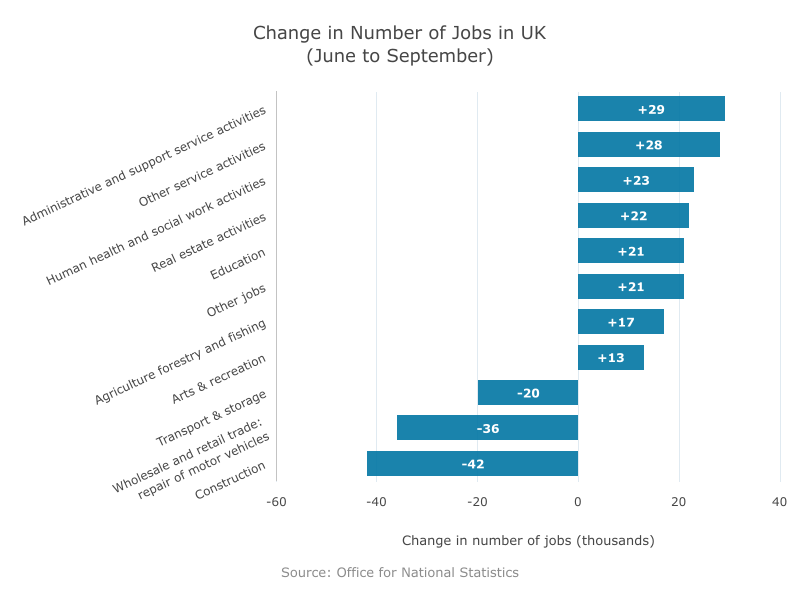 Change in Number of Jobs in UK
(June to September)
Administrative and support service activities
+29
Other service activities
+28
Human health and social work activities
+23
Real estate activities
+22
Education
+21
Other jobs
+21
Agriculture forestry and fishing
+17
Arts & recreation
+13
Transport & storage
-20
Wholesale and retail trade:
repair of motor vehicles
-36
Construction
-42
-60 -40 -20 0 20 40
Change in number of jobs (thousands)
Source: Office for National Statistics